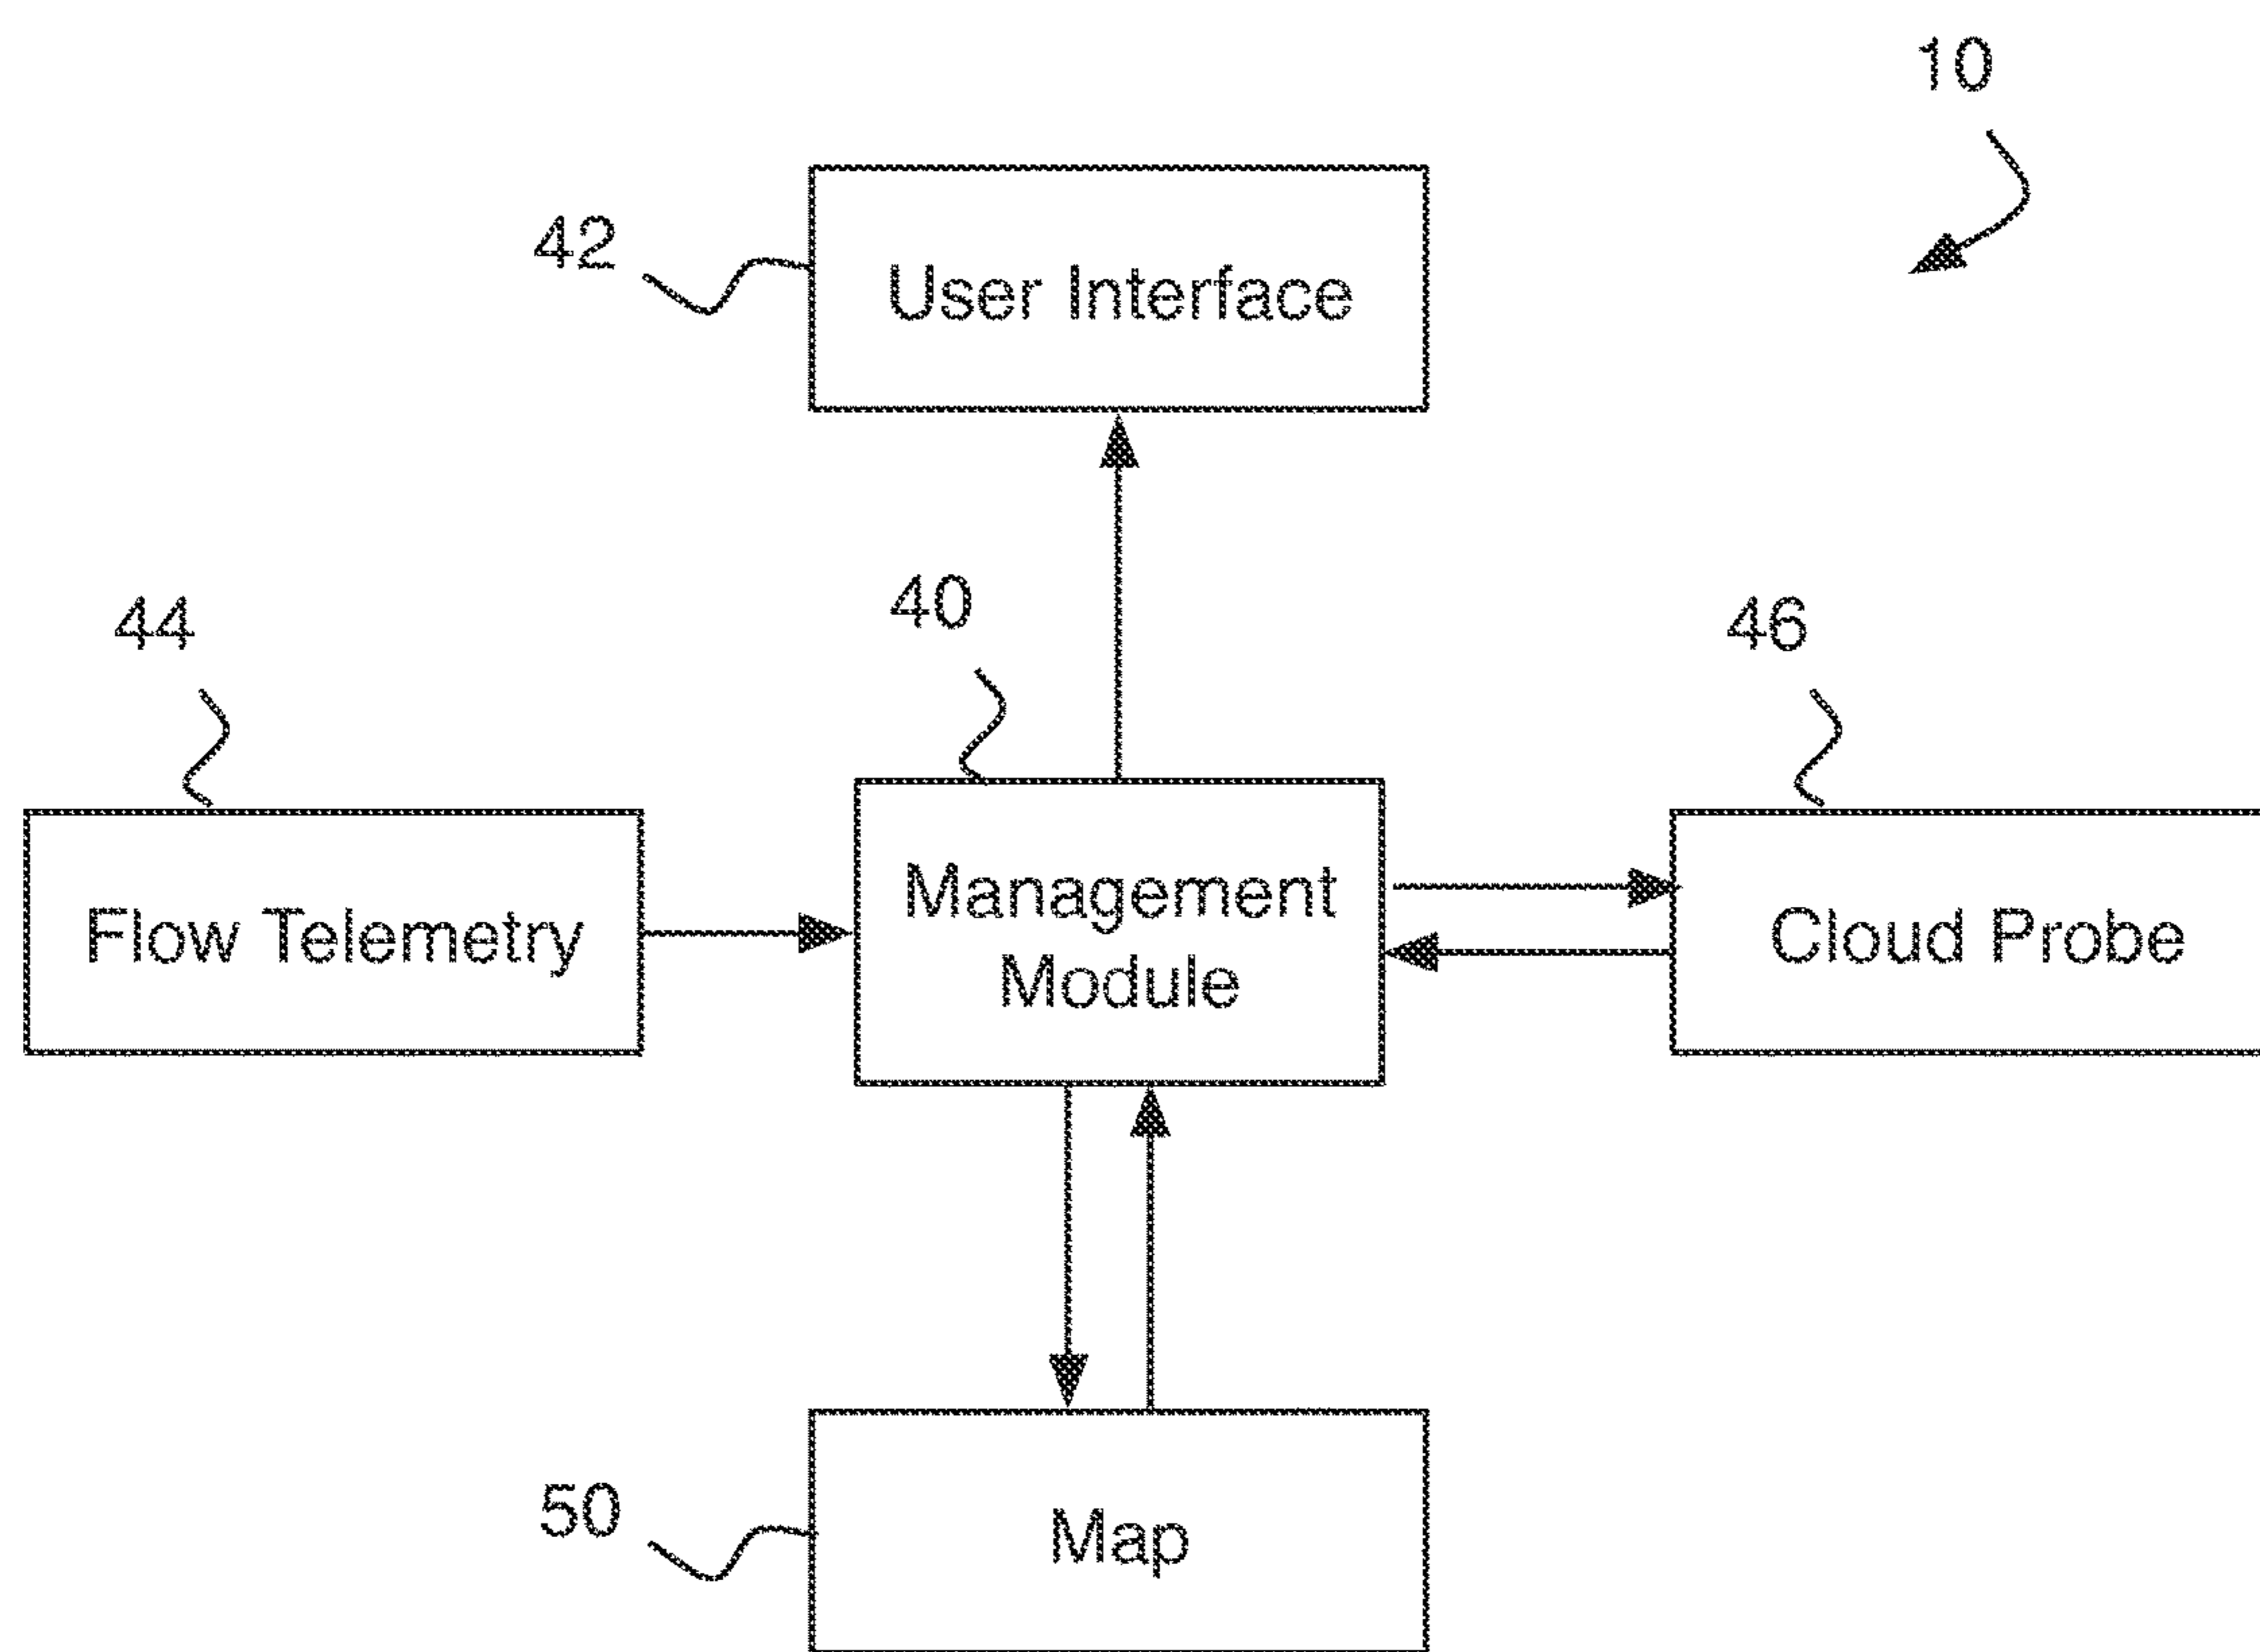 10
42
User Interface
44
40
46
Flow Telemetry
Management
Module
Cloud Probe
50
Map